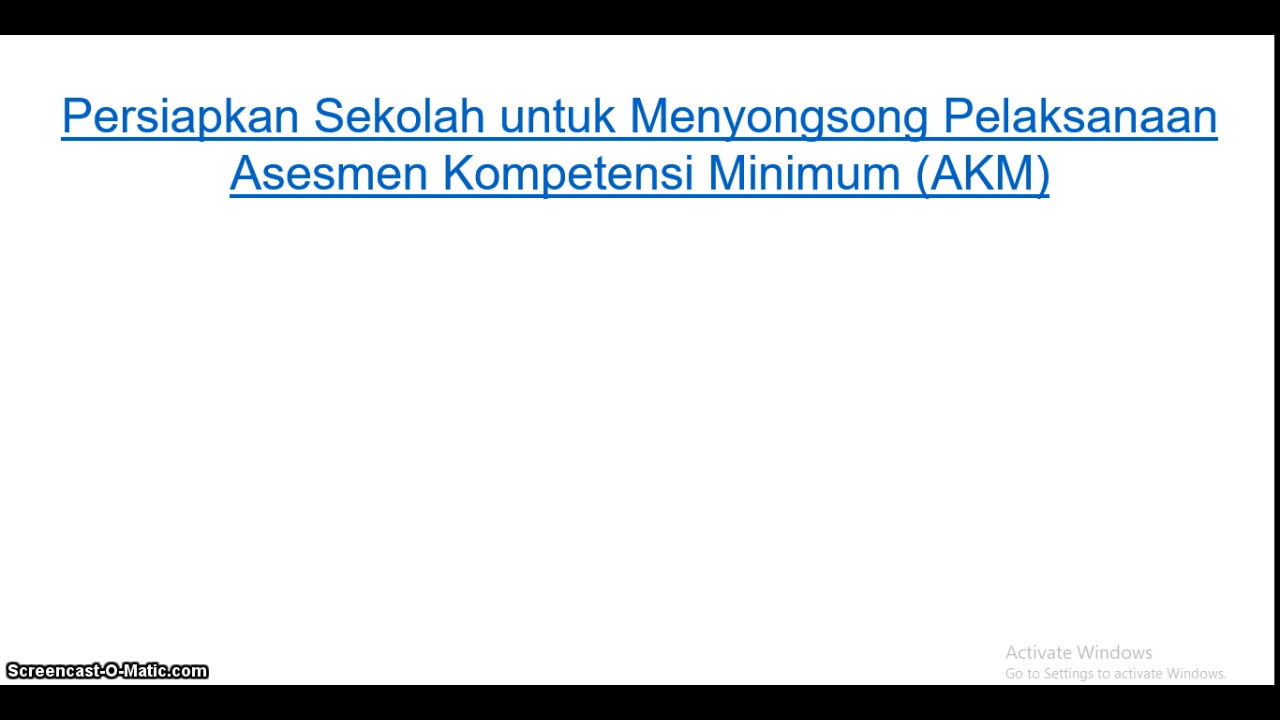 Persiapkan Sekolah untuk Menyongsong Pelaksanaan
Asesmen Kompetensi Minimum (AKM)
Activate Windows
Go to Settings to activate Windows.
Screencast-O-Matic.com